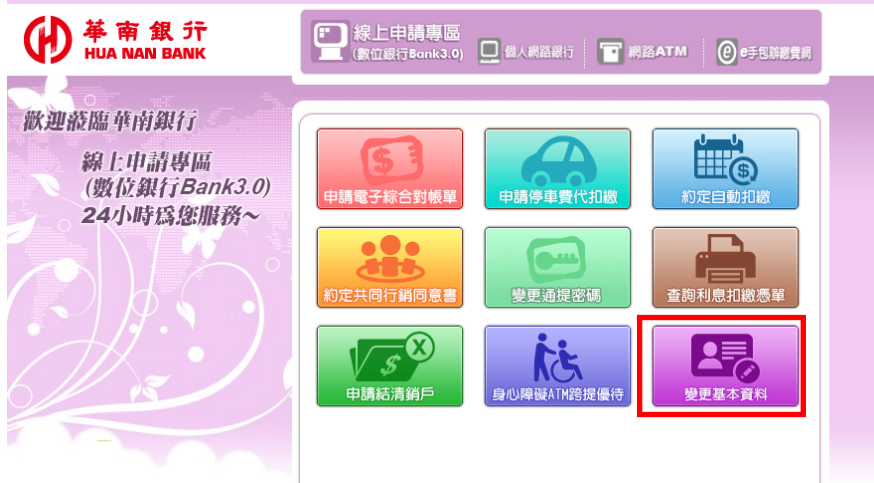 華南銀行
HUA NAN BANK
線上申請專區
(數位銀行Bank3.0)
個人網路銀行
網路ATM
e手包辦繳費網
歡迎蒞臨華南銀行
線上申請專區
(數位銀行Bank3.0)
24小時為您服務～
申請電子綜合對帳單
申請停車費代扣繳
約定自動扣繳
約定共同行銷同意書
變更通提密碼
查詢利息扣繳憑單
申請結清銷戶
身心障礙ATM跨提優待
變更基本資料